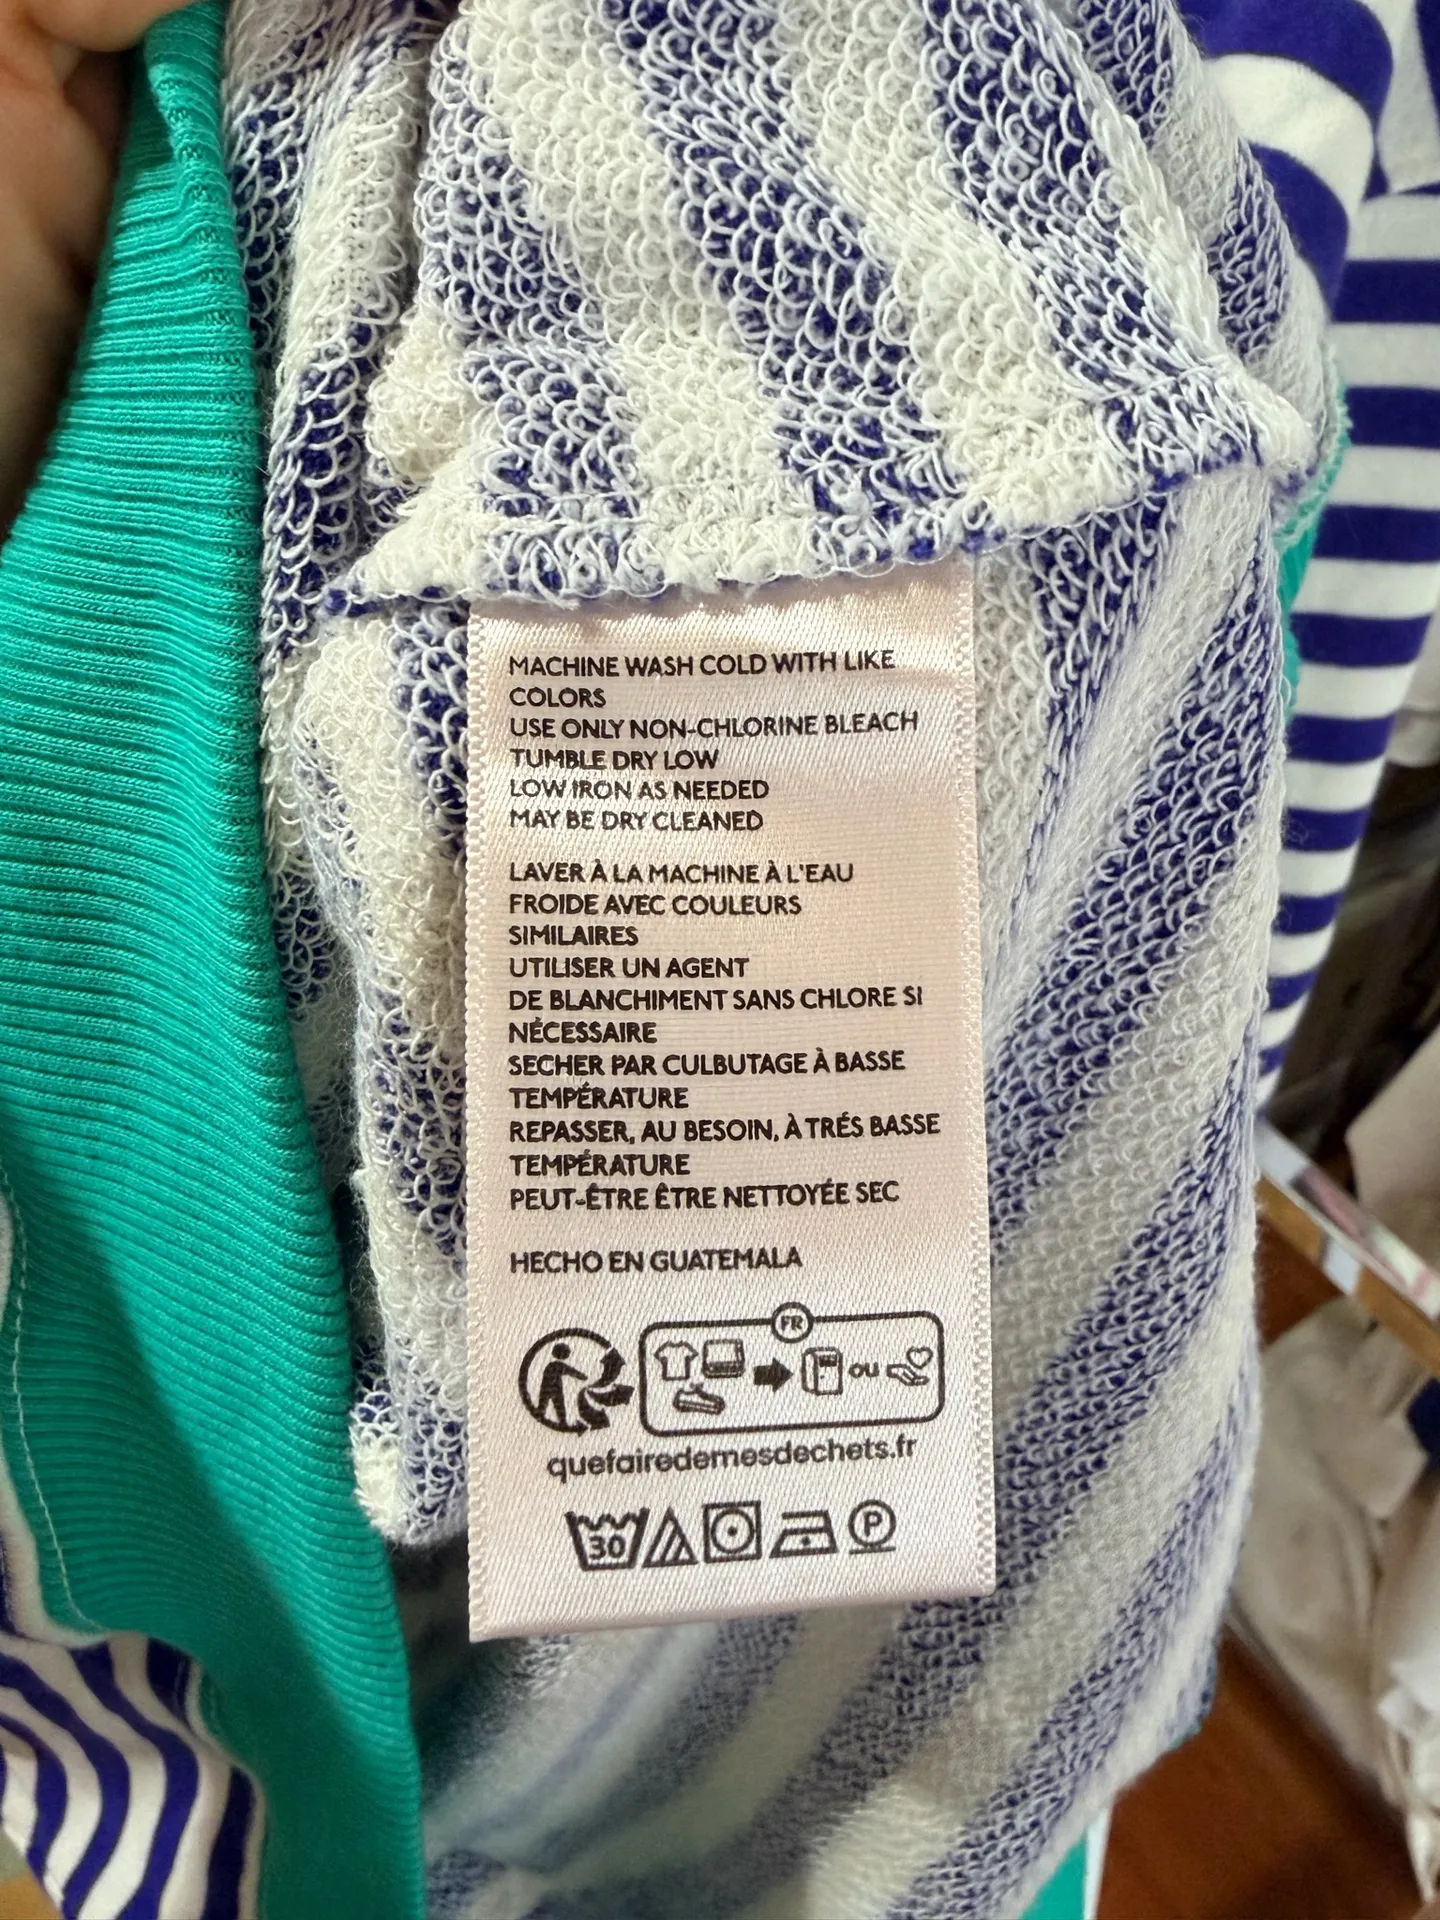 MACHINE WASH COLD WITH LIKE
COLORS
USE ONLY NON-CHLORINE BLEACH
TUMBLE DRY LOW
LOW IRON AS NEEDED
MAY BE DRY CLEANED
LAVER À LA MACHINE À L'EAU
FROIDE AVEC COULEURS
SIMILAIRES
UTILISER UN AGENT
DE BLANCHIMENT SANS CHLORE SI
NÉCESSAIRE
SECHER PAR CULBUTAGE À BASSE
TEMPÉRATURE
REPASSER, AU BESOIN, À TRÉS BASSE
TEMPÉRATURE
PEUT-ÊTRE ÊTRE NETTOYÉE SEC
HECHO EN GUATEMALA
FR
ou
quefairedemesdechets.fr
30 P